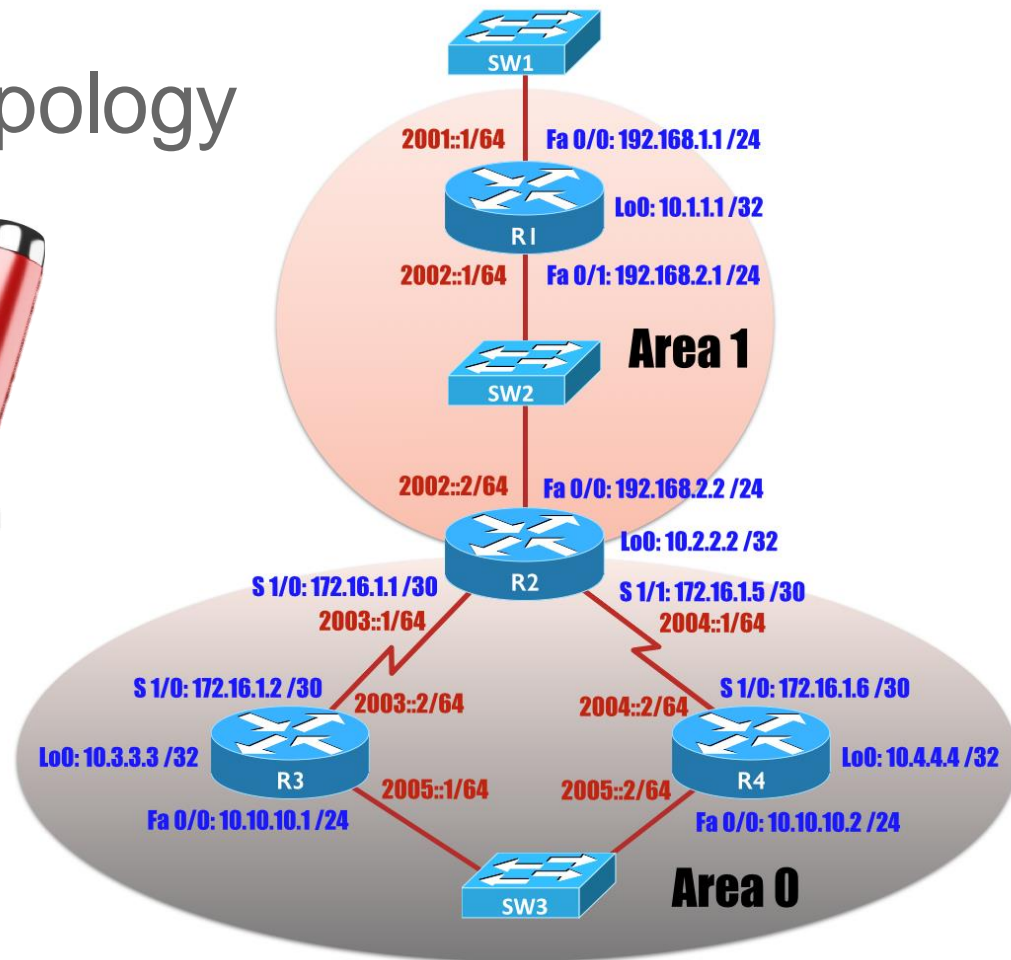 pology
SW1
2001::1/64
Fa 0/0: 192.168.1.1 /24
Lo0: 10.1.1.1 /32
R1
2002::1/64
Fa 0/1: 192.168.2.1 /24
Area 1
SW2
2002::2/64
Fa 0/0: 192.168.2.2 /24
Lo0: 10.2.2.2 /32
R2
S 1/0: 172.16.1.1 /30
S 1/1: 172.16.1.5 /30
2003::1/64
2004::1/64
S 1/0: 172.16.1.2 /30
S 1/0: 172.16.1.6 /30
2003::2/64
2004::2/64
Lo0: 10.3.3.3 /32
R3
R4
Lo0: 10.4.4.4 /32
2005::1/64
2005::2/64
Fa 0/0: 10.10.10.1 /24
Fa 0/0: 10.10.10.2 /24
SW3
Area 0